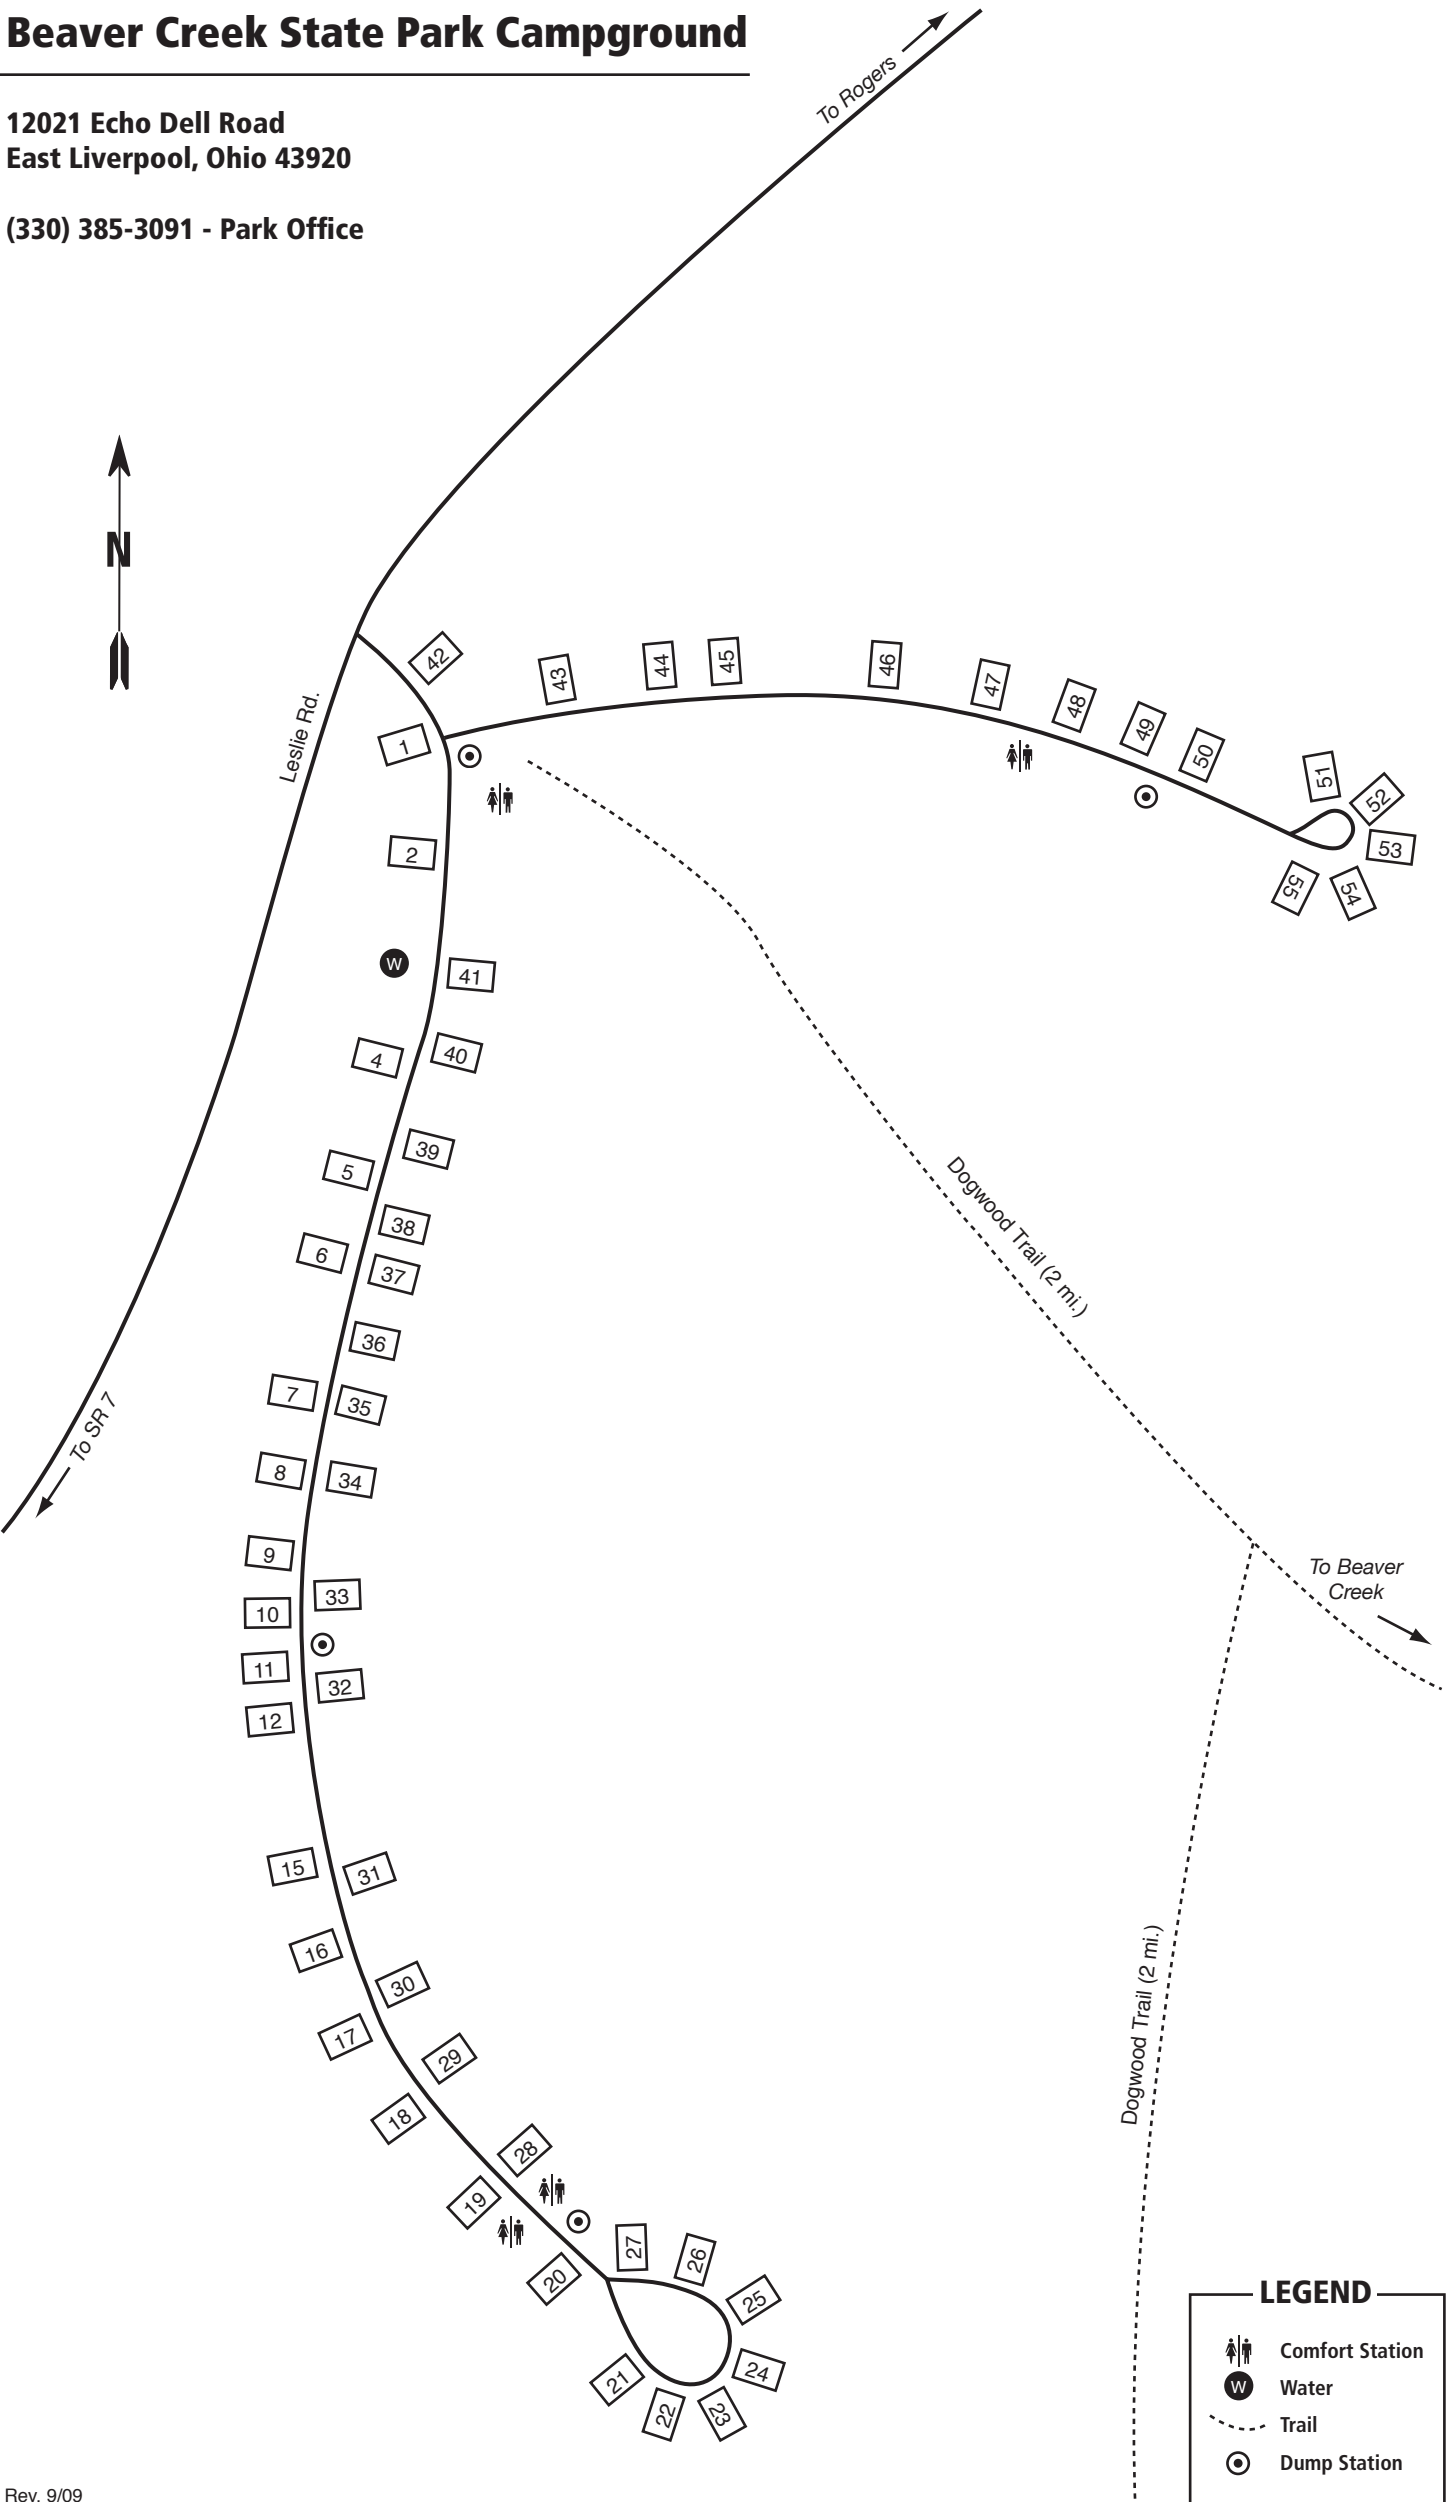 Beaver Creek State Park Campground
12021 Echo Dell Road
East Liverpool, Ohio 43920
(330) 385-3091 - Park Office
To Rogers
N
Leslie Rd.
42
43
44
45
46
47
48
49
50
51
52
53
54
55
1
2
W
41
4
40
5
39
6
38
37
36
7
35
8
34
9
33
10
11
32
12
15
31
16
30
17
29
18
28
19
20
27
26
25
24
23
22
21
To SR 7
Dogwood Trail (2 mi.)
To Beaver
Creek
Dogwood Trail (2 mi.)
LEGEND
Comfort Station
W Water
Trail
Dump Station
Rev. 9/09